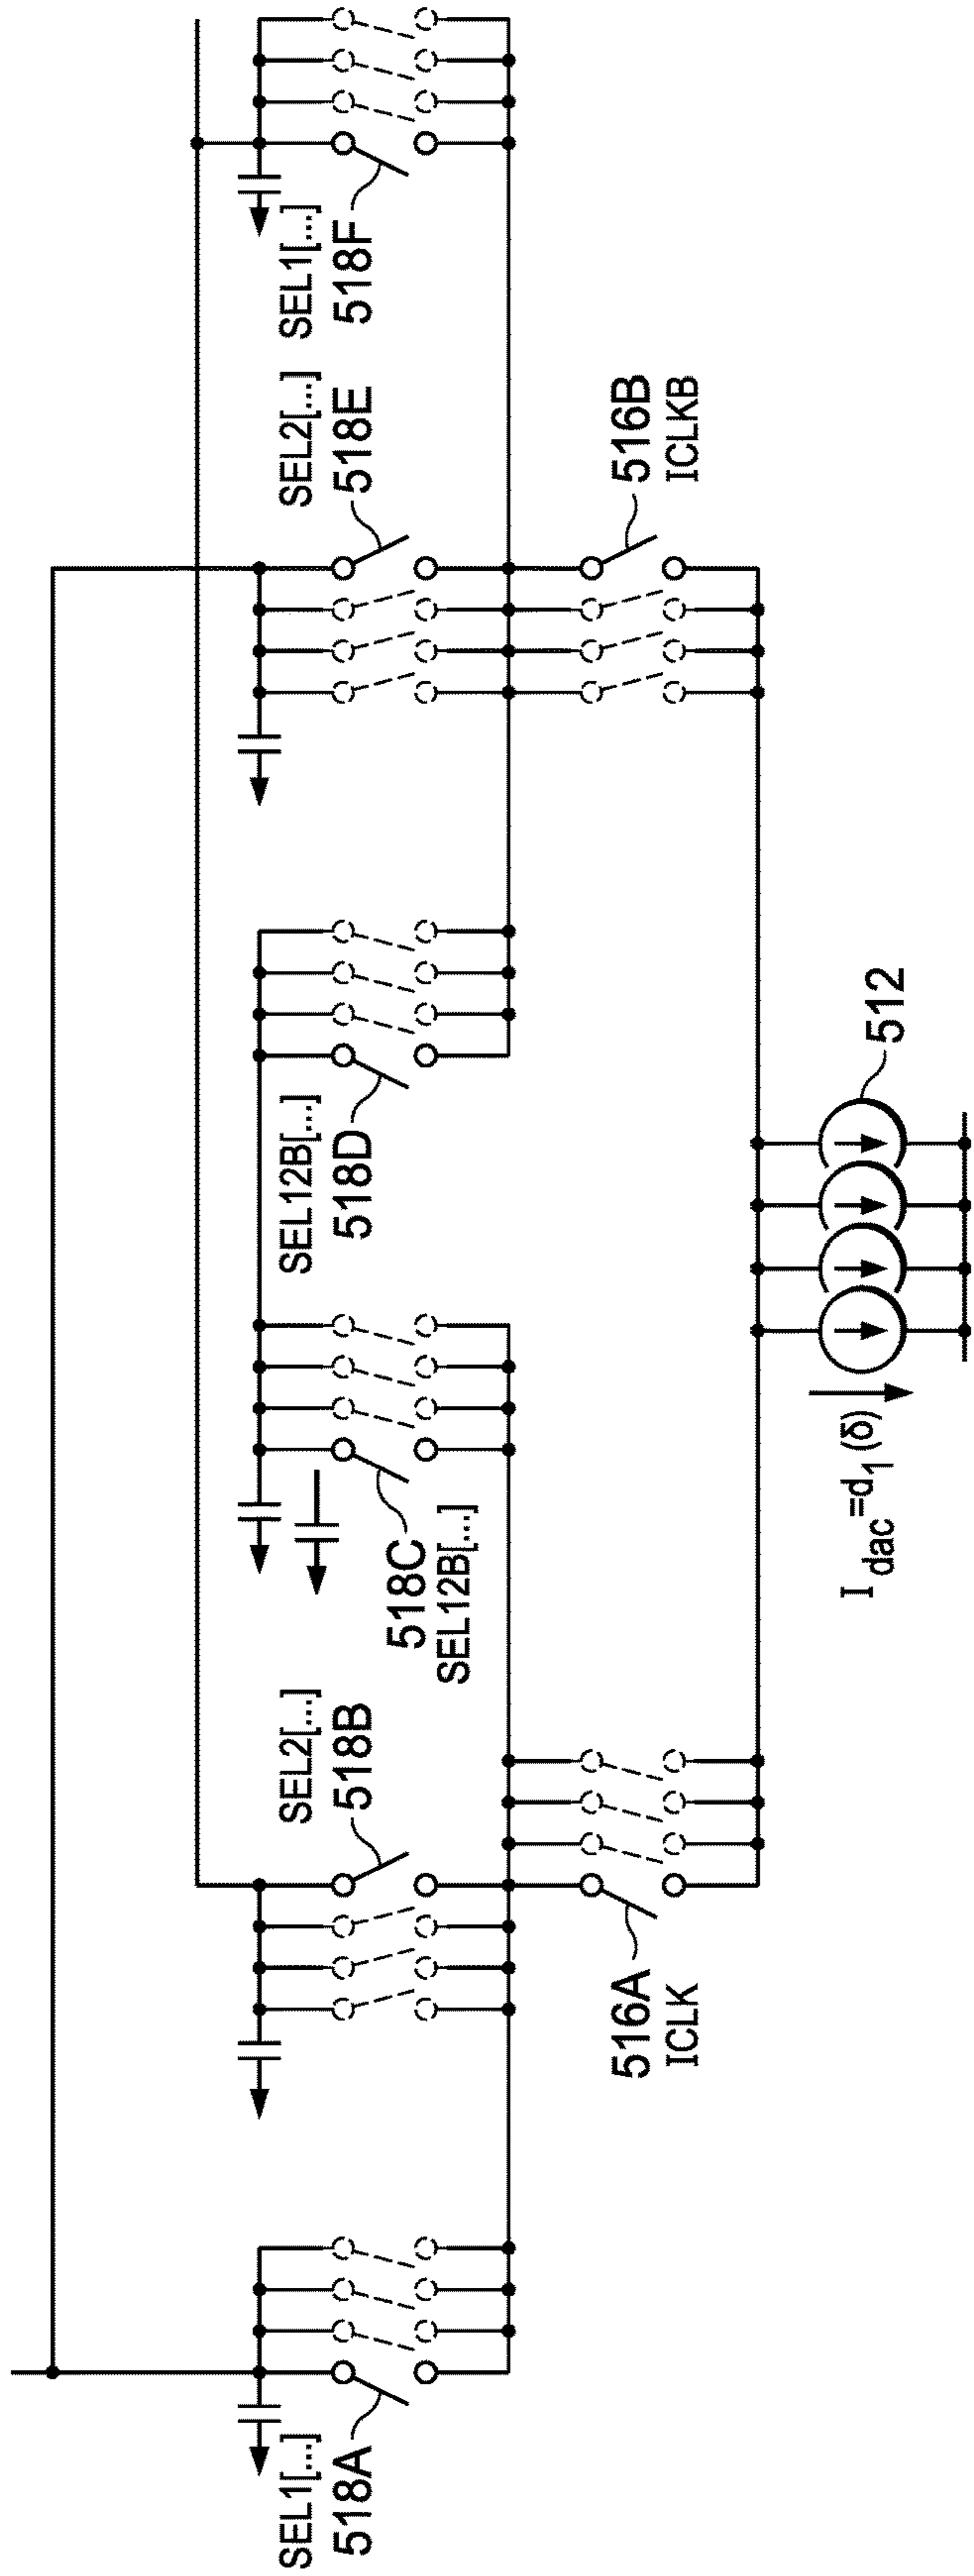 SEL1[...]
518A
SEL2[...]
518B
518C
SEL12B[...]
SEL12B[...]
518D
SEL2[...]
518E
SEL1[...]
518F
516A
ICLK
516B
ICLKB
I dac =d1 (δ)
512